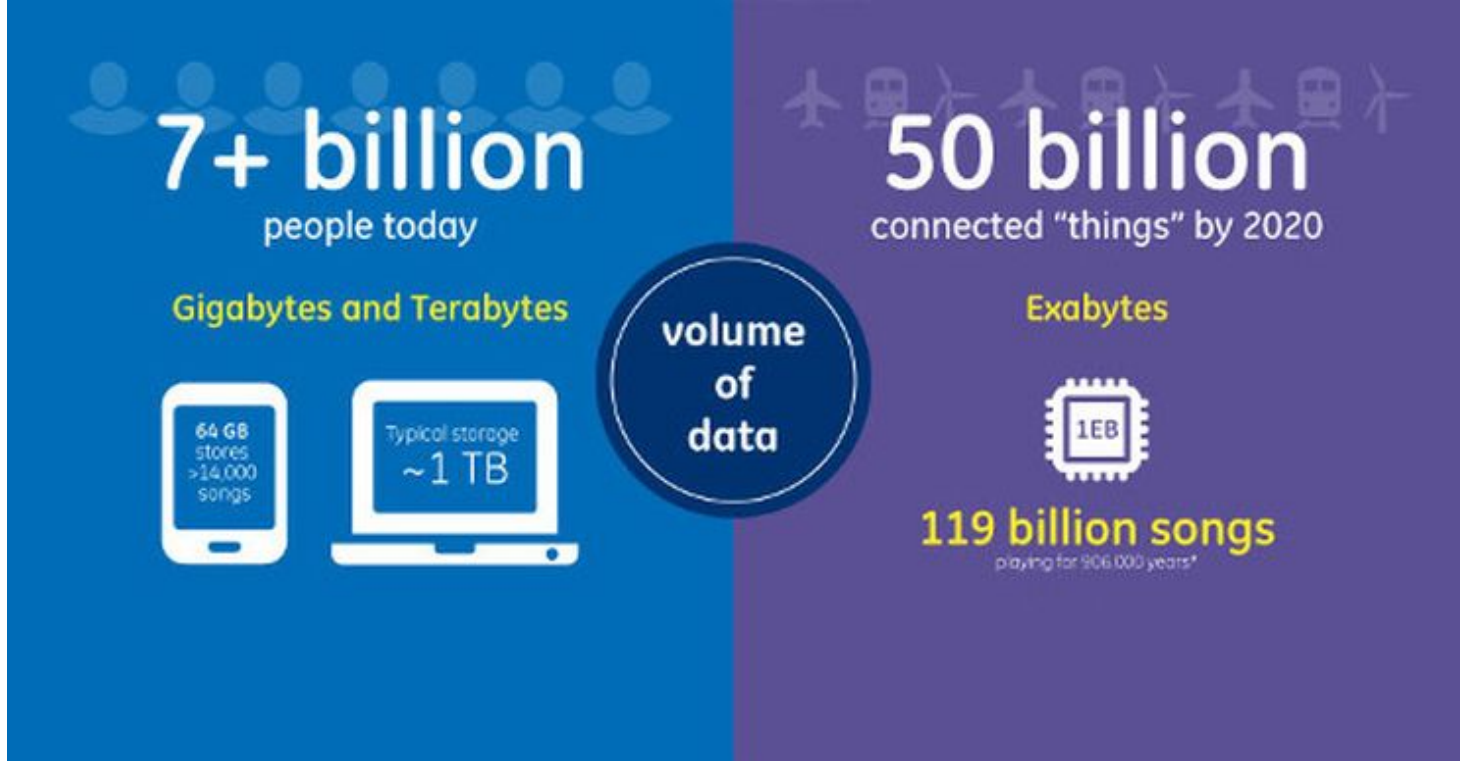 7+ billion
people today
Gigabytes and Terabytes
64 GB
stores
>14,000
songs
Typical storage
~1 TB
volume
of
data
50 billion
connected “things” by 2020
Exabytes
1EB
119 billion songs
playing for 906,000 years*